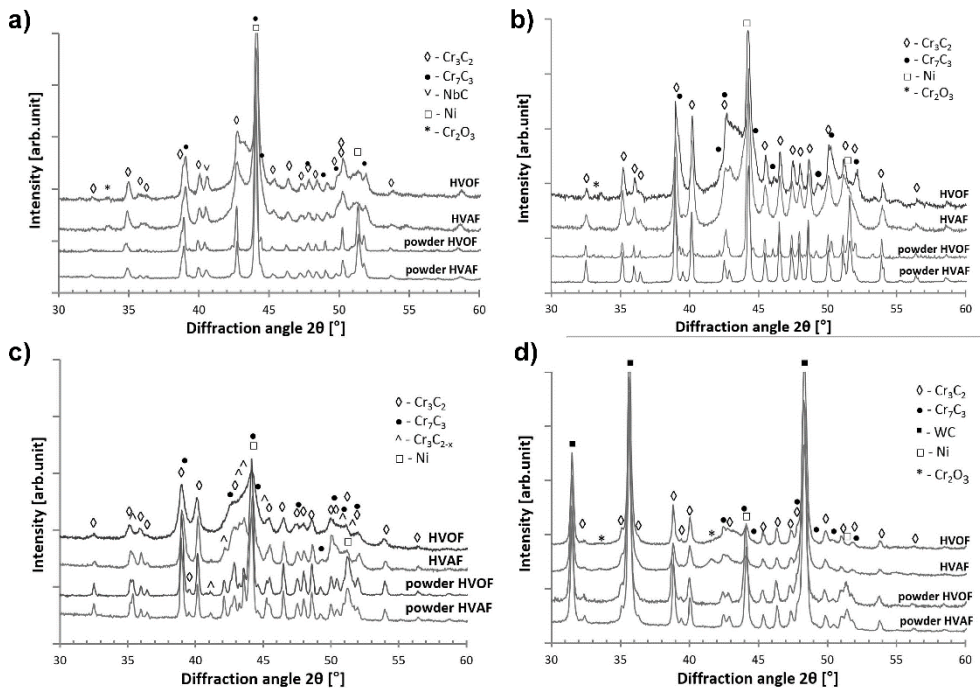 a)
Intensity [arb.unit]
◊ - Cr₃C₂
● - Cr₇C₃
∨ - NbC
□ - Ni
* - Cr₂O₃
HVOF
HVAF
powder HVOF
powder HVAF
30 35 40 45 50 55 60
Diffraction angle 2θ [°]
b)
Intensity [arb.unit]
◊ - Cr₃C₂
● - Cr₇C₃
□ - Ni
* - Cr₂O₃
HVOF
HVAF
powder HVOF
powder HVAF
30 35 40 45 50 55 60
Diffraction angle 2θ [°]
c)
Intensity [arb.unit]
◊ - Cr₃C₂
● - Cr₇C₃
^ - Cr₃C₂₋ₓ
□ - Ni
HVOF
HVAF
powder HVOF
powder HVAF
30 35 40 45 50 55 60
Diffraction angle 2θ [°]
d)
Intensity [arb.unit]
◊ - Cr₃C₂
● - Cr₇C₃
■ - WC
□ - Ni
* - Cr₂O₃
HVOF
HVAF
powder HVOF
powder HVAF
30 35 40 45 50 55 60
Diffraction angle 2θ [°]